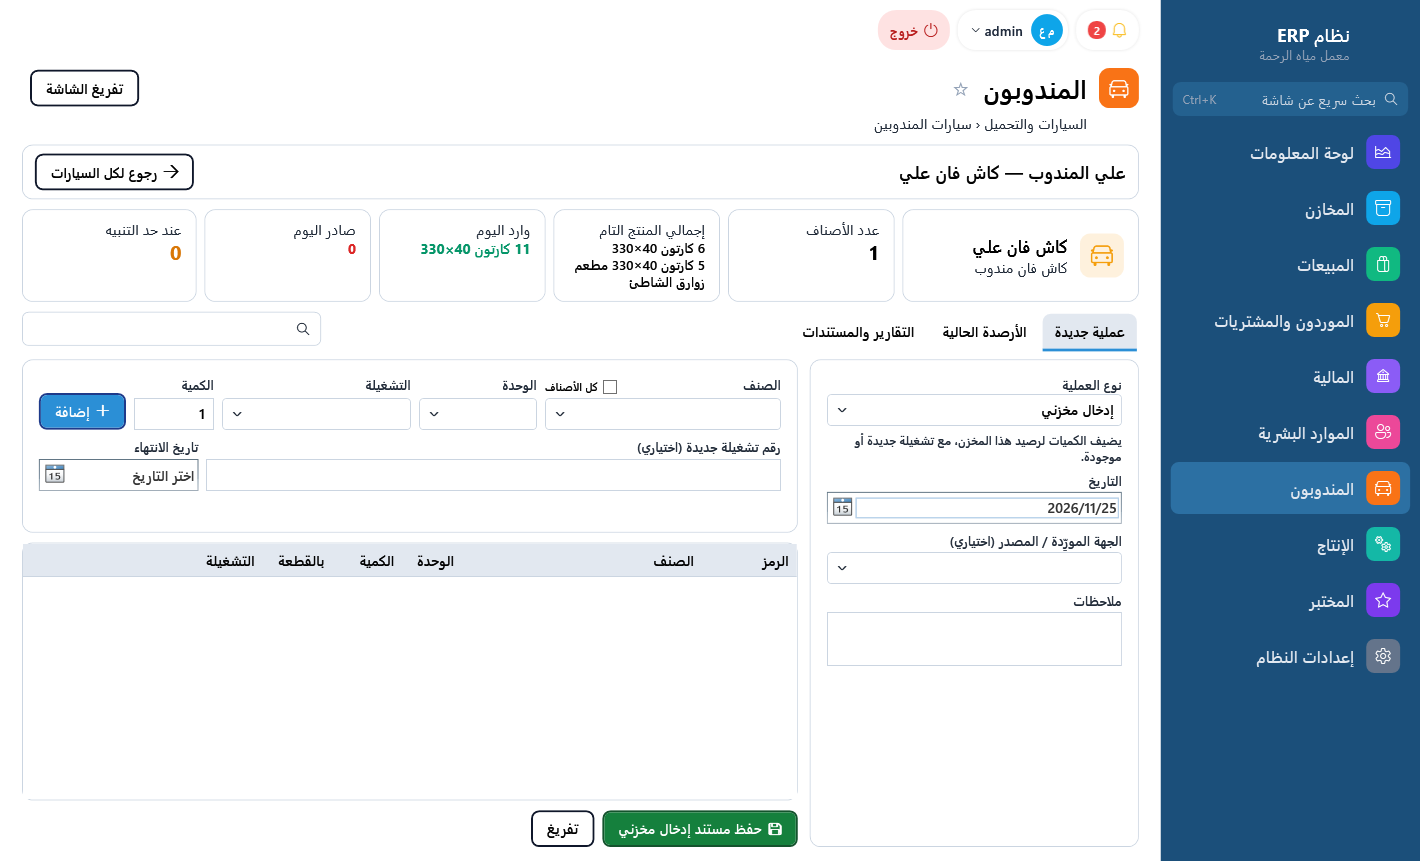 نظام ERP
معمل مياه الرحمة
بحث سريع عن شاشة
Ctrl+K
لوحة المعلومات
المخازن
المبيعات
الموردون والمشتريات
المالية
الموارد البشرية
المندوبون
الإنتاج
المختبر
إعدادات النظام
2
م ع
admin
خروج
المندوبون
تفريغ الشاشة
السيارات والتحميل › سيارات المندوبين
علي المندوب — كاش فان علي
رجوع لكل السيارات
كاش فان علي
كاش فان مندوب
عدد الأصناف
1
إجمالي المنتج التام
6 كارتون 40×330
5 كارتون 40×330 مطعم
زوارق الشاطئ
وارد اليوم
11 كارتون 40×330
صادر اليوم
0
عند حد التنبيه
0
عملية جديدة
الأرصدة الحالية
التقارير والمستندات
نوع العملية
إدخال مخزني
يضيف الكميات لرصيد هذا المخزن، مع تشغيلة جديدة أو
موجودة.
التاريخ
2026/11/25
15
الجهة المورّدة / المصدر (اختياري)
ملاحظات
الصنف
كل الأصناف
الوحدة
التشغيلة
الكمية
1
إضافة
رقم تشغيلة جديدة (اختياري)
تاريخ الانتهاء
اختر التاريخ
15
الرمز
الصنف
الوحدة
الكمية
بالقطعة
التشغيلة
حفظ مستند إدخال مخزني
تفريغ